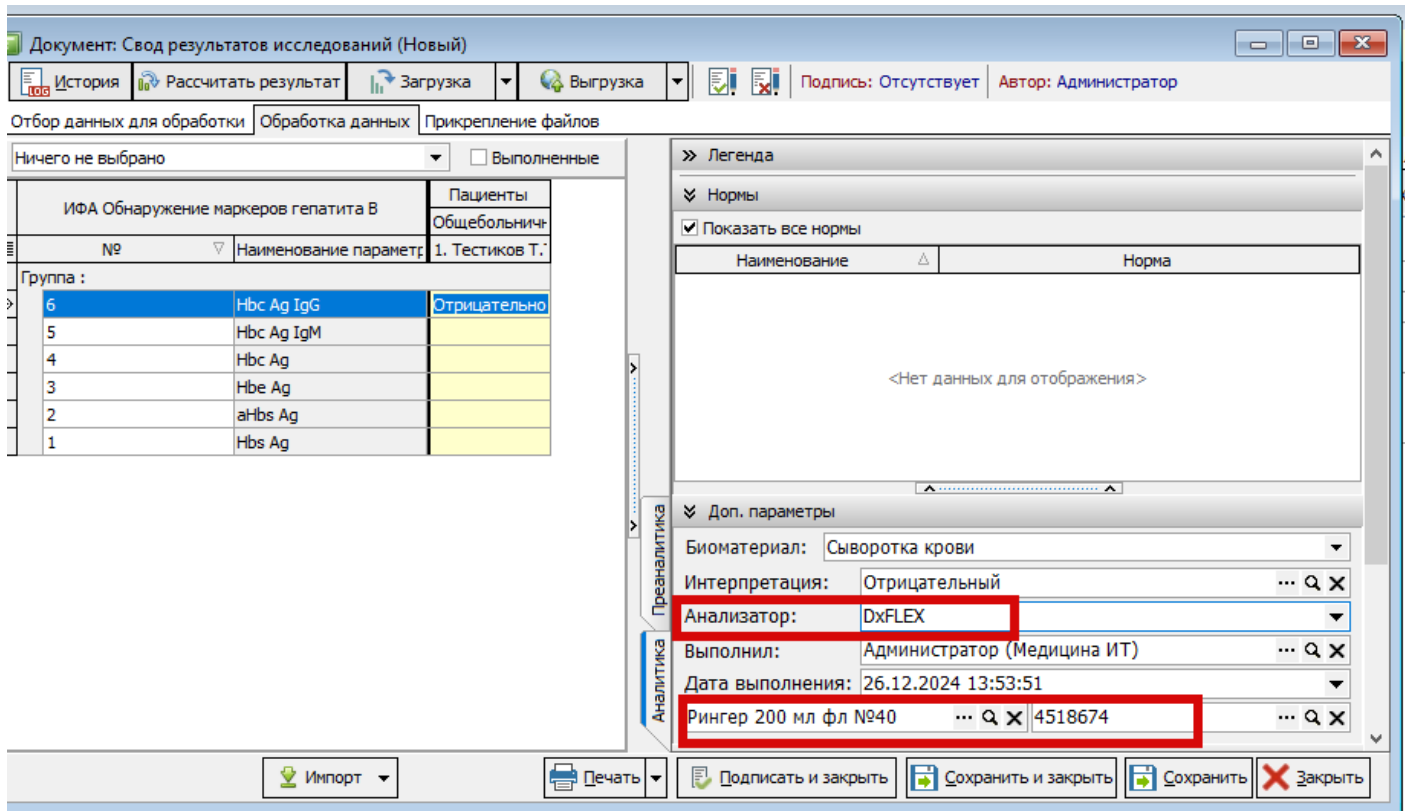 Документ: Свод результатов исследований (Новый)
История Рассчитать результат Загрузка Выгрузка Подпись: Отсутствует Автор: Администратор
Отбор данных для обработки Обработка данных Прикрепление файлов
Ничего не выбрано Выполненные
ИФА Обнаружение маркеров гепатита В
Пациенты
Общебольничн
№ Наименование параметр 1. Тестиков Т.
Группа :
6 Hbc Ag IgG Отрицательно
5 Hbc Ag IgM
4 Hbc Ag
3 Hbe Ag
2 aHbs Ag
1 Hbs Ag
Преаналитика
Аналитика
Легенда
Нормы
Показать все нормы
Наименование Норма
<Нет данных для отображения>
Доп. параметры
Биоматериал: Сыворотка крови
Интерпретация: Отрицательный
Анализатор: DxFLEX
Выполнил: Администратор (Медицина ИТ)
Дата выполнения: 26.12.2024 13:53:51
Рингер 200 мл фл №40 4518674
Импорт Печать Подписать и закрыть Сохранить и закрыть Сохранить Закрыть